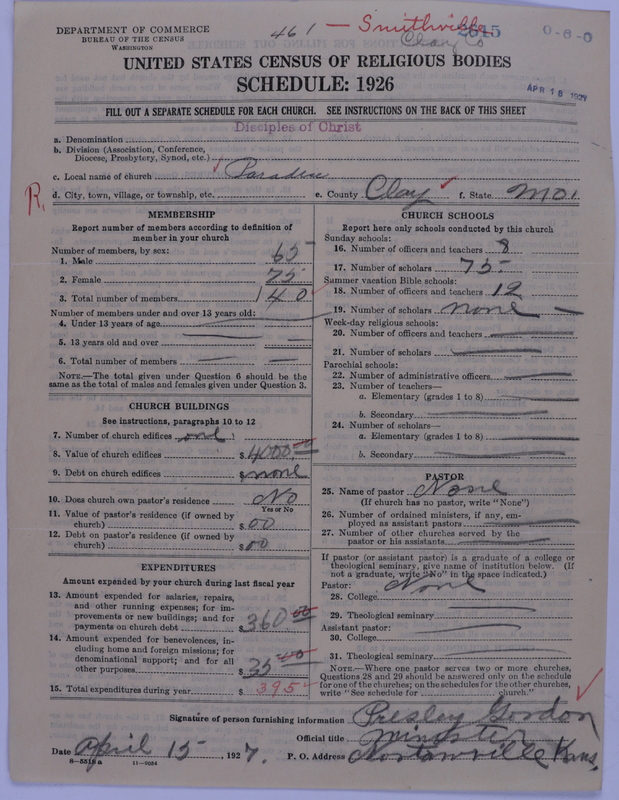 DEPARTMENT OF COMMERCE
BUREAU OF THE CENSUS
WASHINGTON
461 — Smithville
Clay Co
0-6-0
UNITED STATES CENSUS OF RELIGIOUS BODIES
SCHEDULE: 1926
APR 18 1927
FILL OUT A SEPARATE SCHEDULE FOR EACH CHURCH. SEE INSTRUCTIONS ON THE BACK OF THIS SHEET
Disciples of Christ
a. Denomination
b. Division (Association, Conference,
Diocese, Presbytery, Synod, etc.)
c. Local name of church Paradise
R.
d. City, town, village, or township, etc.
e. County Clay f. State Mo.
MEMBERSHIP
Report number of members according to definition of
member in your church
Number of members, by sex:
1. Male 65
2. Female 75
3. Total number of members 140
Number of members under and over 13 years old:
4. Under 13 years of age
5. 13 years old and over
6. Total number of members
NOTE.—The total given under Question 6 should be the
same as the total of males and females given under Question 3.
CHURCH BUILDINGS
See instructions, paragraphs 10 to 12
7. Number of church edifices one
8. Value of church edifices $4000.00
9. Debt on church edifices $none
10. Does church own pastor's residence No
Yes or No
11. Value of pastor's residence (if owned by
church) $00
12. Debt on pastor's residence (if owned by
church) $00
EXPENDITURES
Amount expended by your church during last fiscal year
13. Amount expended for salaries, repairs,
and other running expenses; for im-
provements or new buildings; and for
payments on church debt $360 00
14. Amount expended for benevolences, in-
cluding home and foreign missions; for
denominational support; and for all
other purposes $35 00
15. Total expenditures during year $395
CHURCH SCHOOLS
Report here only schools conducted by this church
Sunday schools:
16. Number of officers and teachers 8
17. Number of scholars 75
Summer vacation Bible schools:
18. Number of officers and teachers 12
19. Number of scholars none
Week-day religious schools:
20. Number of officers and teachers
21. Number of scholars
Parochial schools:
22. Number of administrative officers
23. Number of teachers—
a. Elementary (grades 1 to 8)
b. Secondary
24. Number of scholars—
a. Elementary (grades 1 to 8)
b. Secondary
PASTOR
25. Name of pastor None
(If church has no pastor, write "None")
26. Number of ordained ministers, if any, em-
ployed as assistant pastors
27. Number of other churches served by the
pastor or his assistants
If pastor (or assistant pastor) is a graduate of a college or
theological seminary, give name of institution below. (If
not a graduate, write "No" in the space indicated.)
Pastor: None
28. College
29. Theological seminary
Assistant pastor:
30. College
31. Theological seminary
NOTE.—Where one pastor serves two or more churches,
Questions 28 and 29 should be answered only on the schedule
for one of the churches; on the schedules for the other churches,
write "See schedule for church."
Signature of person furnishing information Presley Gordon
Official title minister
Date April 15, 1927. P. O. Address Kans.
8—5518a 11—9084